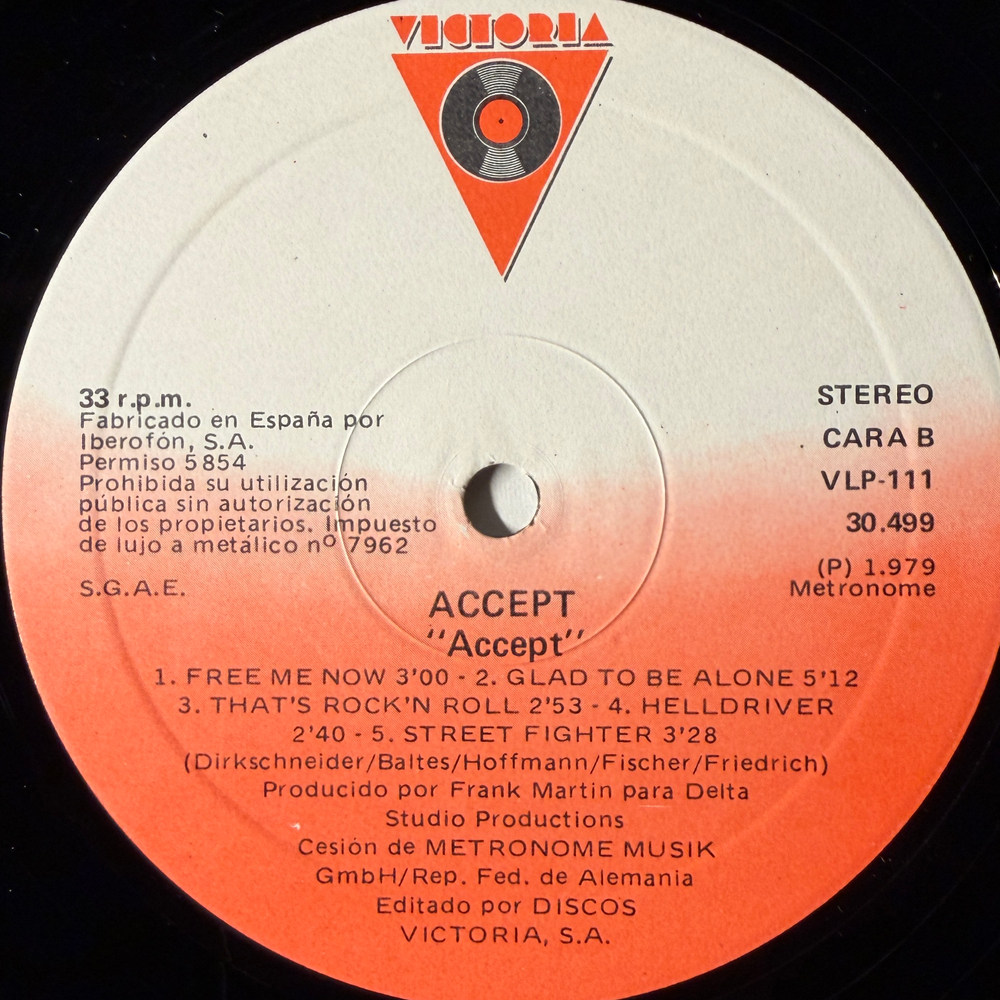 VICTORIA
33 r.p.m.
Fabricado en España por
Iberofón, S.A.
Permiso 5854
Prohibida su utilización
pública sin autorización
de los propietarios. Impuesto
de lujo a metálico nº 7962
S.G.A.E.
STEREO
CARA B
VLP-111
30.499
(P) 1.979
Metronome
ACCEPT
"Accept"
1. FREE ME NOW 3'00 - 2. GLAD TO BE ALONE 5'12
3. THAT'S ROCK'N ROLL 2'53 - 4. HELLDRIVER
2'40 - 5. STREET FIGHTER 3'28
(Dirkschneider/Baltes/Hoffmann/Fischer/Friedrich)
Producido por Frank Martin para Delta
Studio Productions
Cesión de METRONOME MUSIK
GmbH/Rep. Fed. de Alemania
Editado por DISCOS
VICTORIA, S.A.